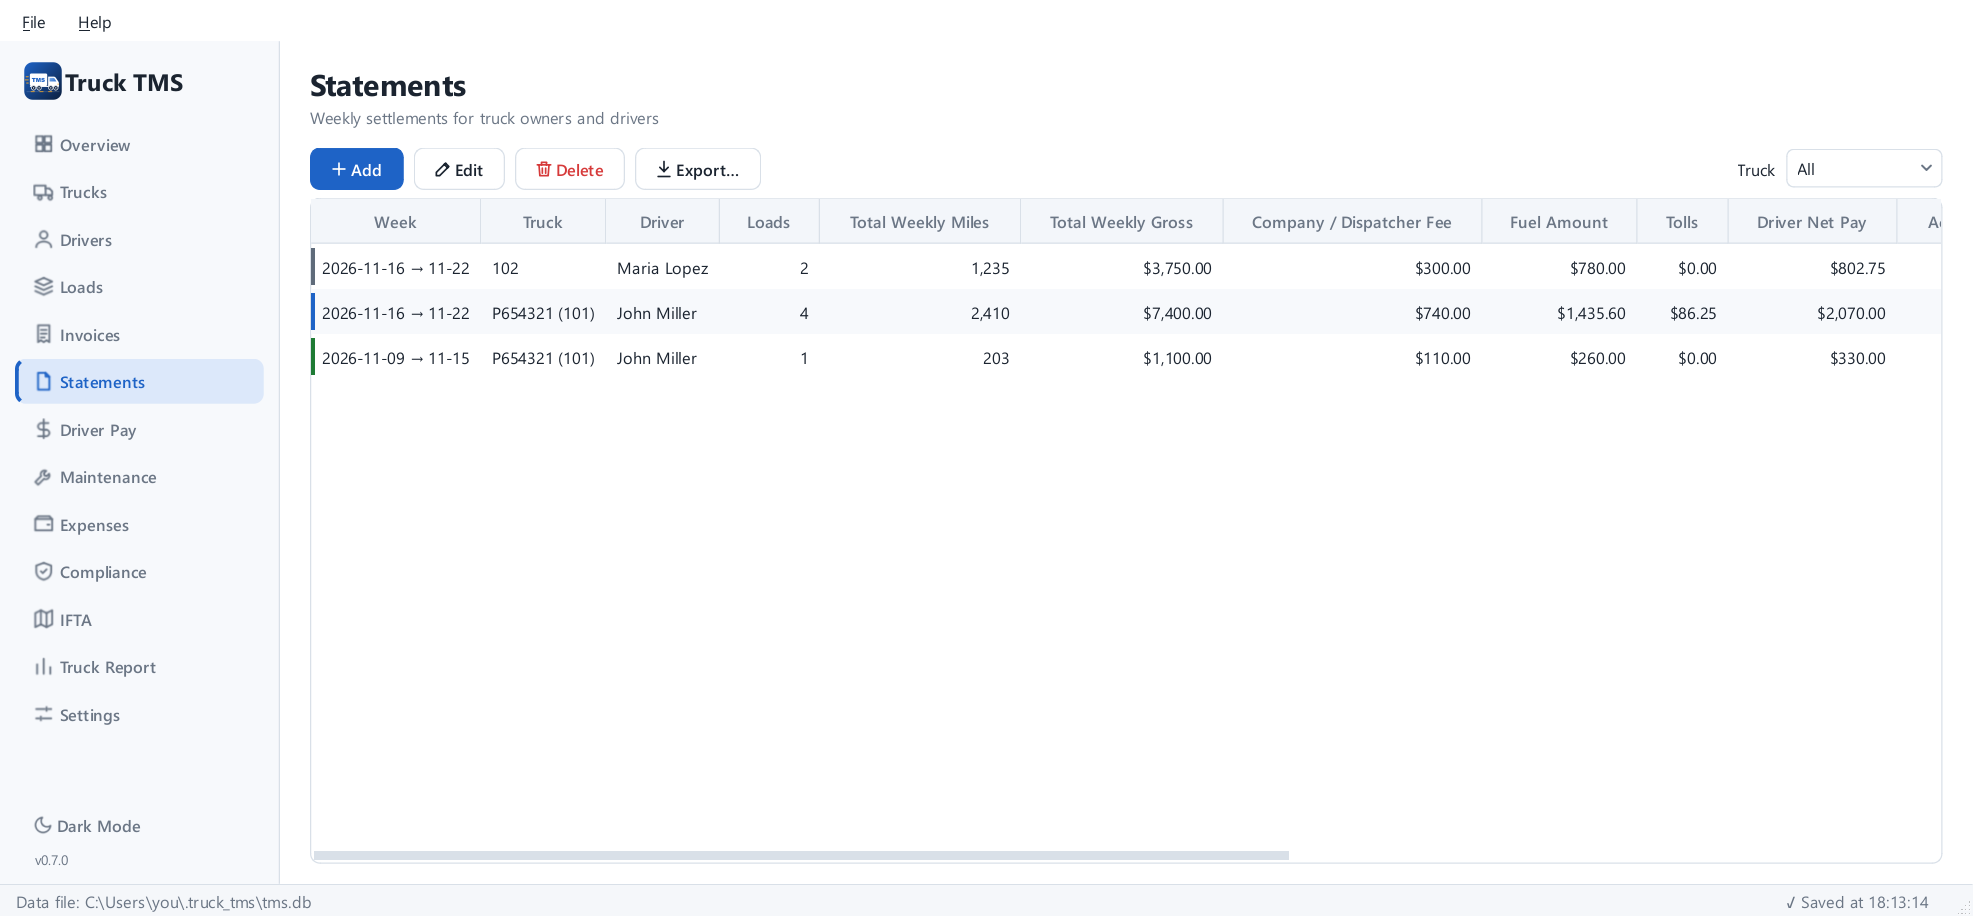 File Help
TMS Truck TMS
Overview
Trucks
Drivers
Loads
Invoices
Statements
Driver Pay
Maintenance
Expenses
Compliance
IFTA
Truck Report
Settings
Dark Mode
v0.7.0
Statements
Weekly settlements for truck owners and drivers
Add Edit Delete Export... Truck All
Week Truck Driver Loads Total Weekly Miles Total Weekly Gross Company / Dispatcher Fee Fuel Amount Tolls Driver Net Pay
2026-11-16 → 11-22 102 Maria Lopez 2 1,235 $3,750.00 $300.00 $780.00 $0.00 $802.75
2026-11-16 → 11-22 P654321 (101) John Miller 4 2,410 $7,400.00 $740.00 $1,435.60 $86.25 $2,070.00
2026-11-09 → 11-15 P654321 (101) John Miller 1 203 $1,100.00 $110.00 $260.00 $0.00 $330.00
Data file: C:\Users\you\.truck_tms\tms.db ✓ Saved at 18:13:14